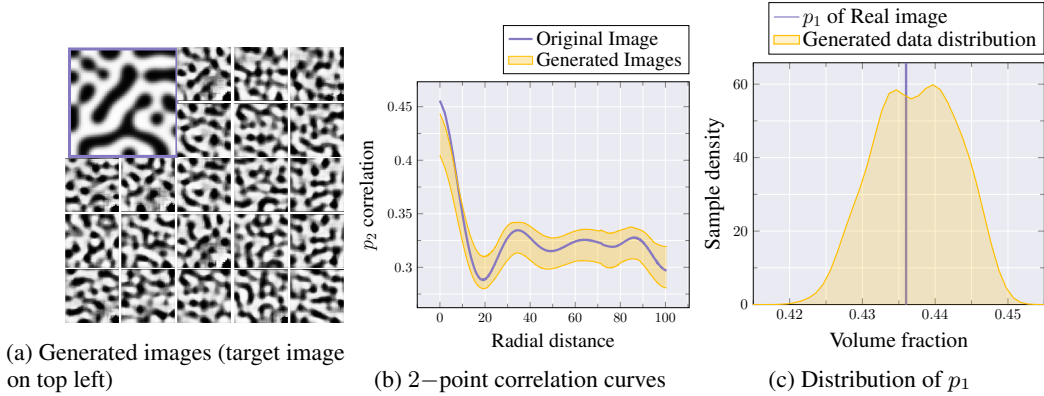 (a) Generated images (target image
on top left)
Original Image
Generated Images
0.45
0.4
0.35
0.3
0
20
40
60
80
100
p₂ correlation
Radial distance
(b) 2−point correlation curves
p₁ of Real image
Generated data distribution
60
40
20
0
0.42
0.43
0.44
0.45
Sample density
Volume fraction
(c) Distribution of p₁